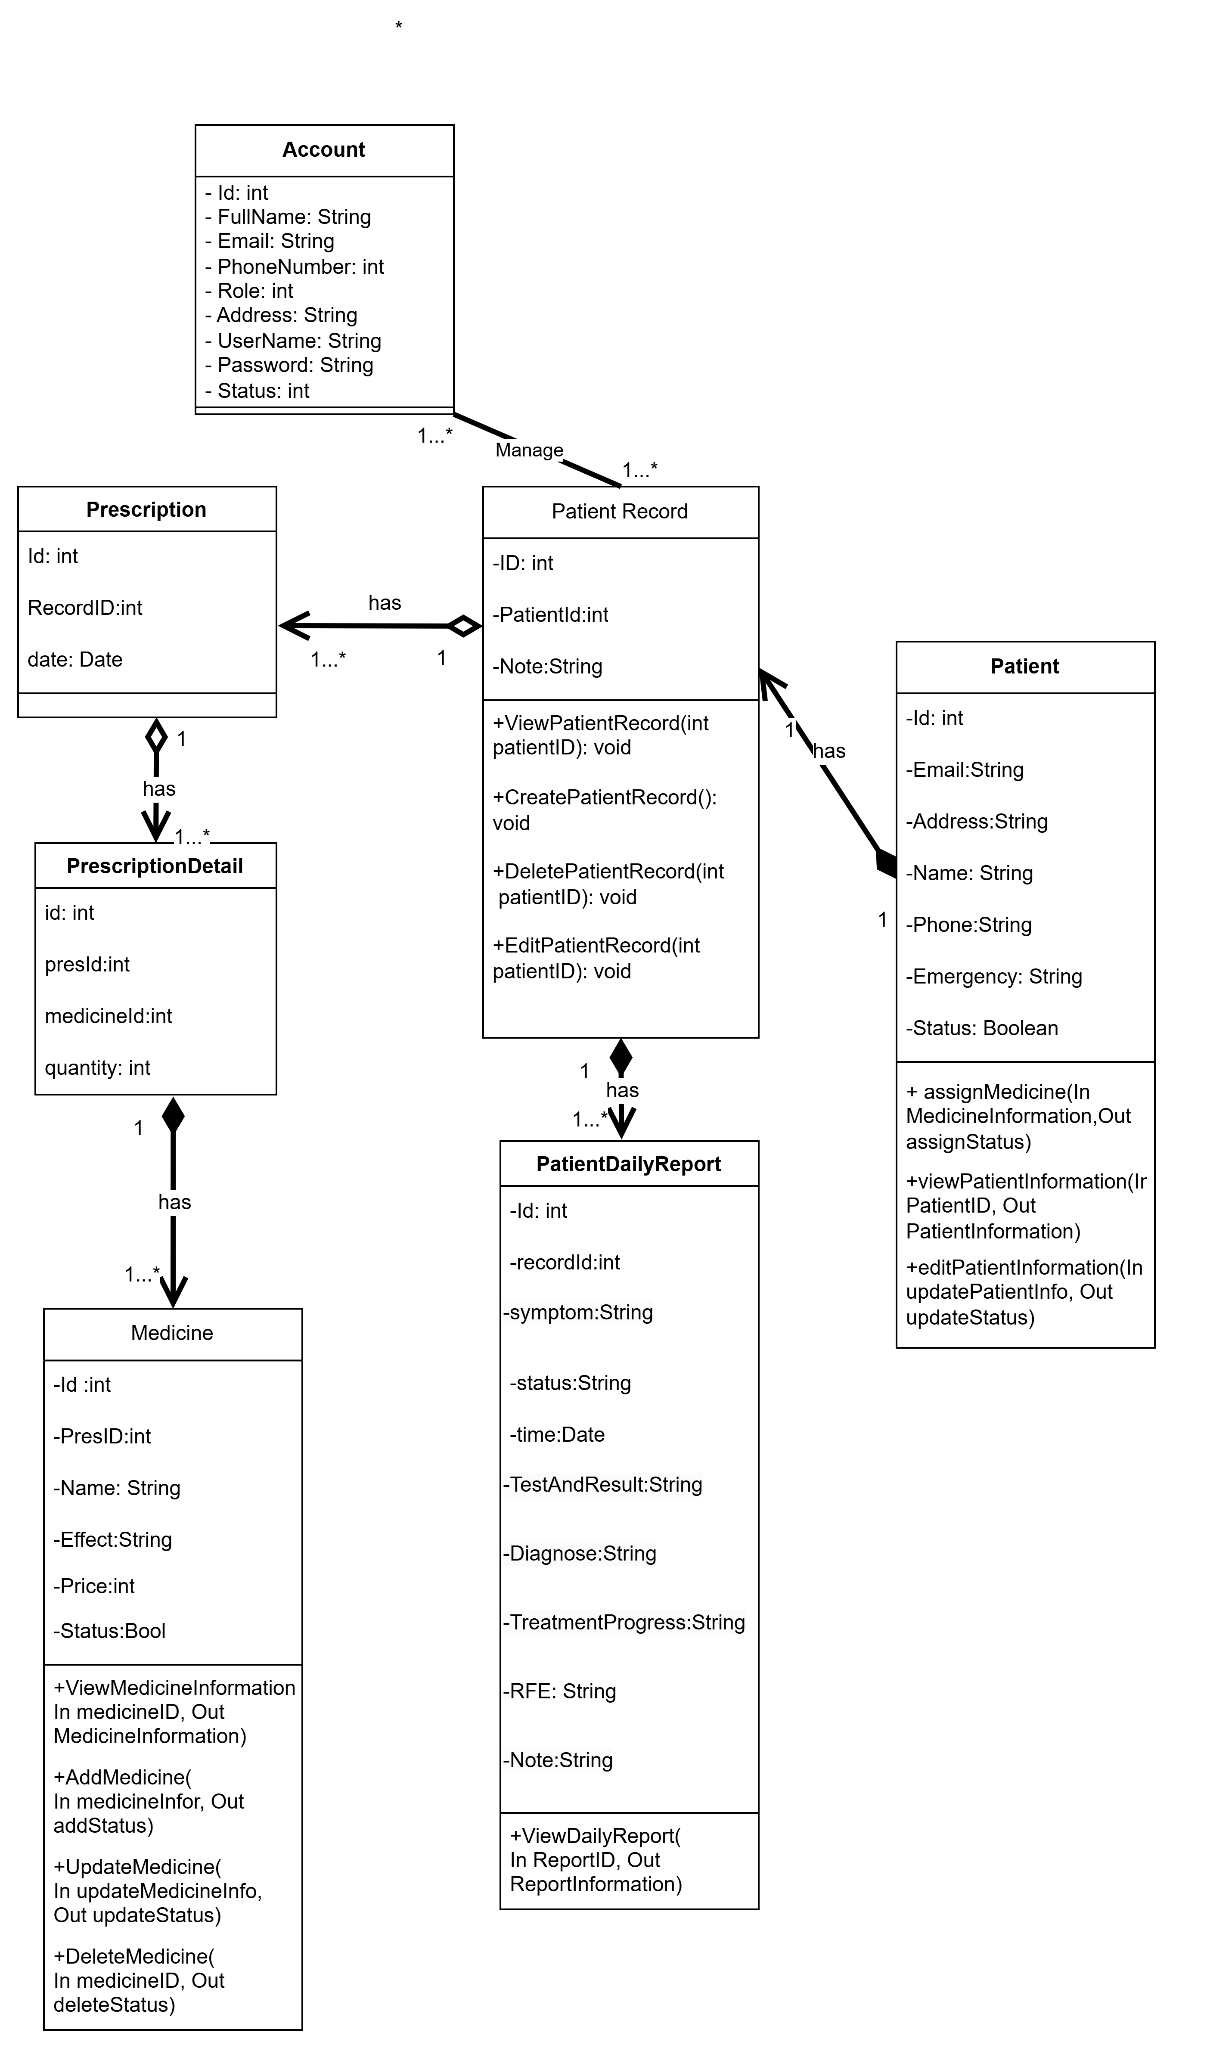 *
Account
- Id: int
- FullName: String
- Email: String
- PhoneNumber: int
- Role: int
- Address: String
- UserName: String
- Password: String
- Status: int
1...*
Manage
1...*
Prescription
Id: int
RecordID:int
date: Date
has
1...*
1
Patient Record
-ID: int
-PatientId:int
-Note:String
+ViewPatientRecord(int
patientID): void
+CreatePatientRecord():
void
+DeletePatientRecord(int
patientID): void
+EditPatientRecord(int
patientID): void
1
has
1
Patient
-Id: int
-Email:String
-Address:String
-Name: String
-Phone:String
-Emergency: String
-Status: Boolean
+ assignMedicine(In
MedicineInformation,Out
assignStatus)
+viewPatientInformation(Ir
PatientID, Out
PatientInformation)
+editPatientInformation(In
updatePatientInfo, Out
updateStatus)
1
has
1...*
PrescriptionDetail
id: int
presId:int
medicineId:int
quantity: int
1
has
1...*
Medicine
-Id :int
-PresID:int
-Name: String
-Effect:String
-Price:int
-Status:Bool
+ViewMedicineInformation
In medicineID, Out
MedicineInformation)
+AddMedicine(
In medicineInfor, Out
addStatus)
+UpdateMedicine(
In updateMedicineInfo,
Out updateStatus)
+DeleteMedicine(
In medicineID, Out
deleteStatus)
1
has
1...*
PatientDailyReport
-Id: int
-recordId:int
-symptom:String
-status:String
-time:Date
-TestAndResult:String
-Diagnose:String
-TreatmentProgress:String
-RFE: String
-Note:String
+ViewDailyReport(
In ReportID, Out
ReportInformation)